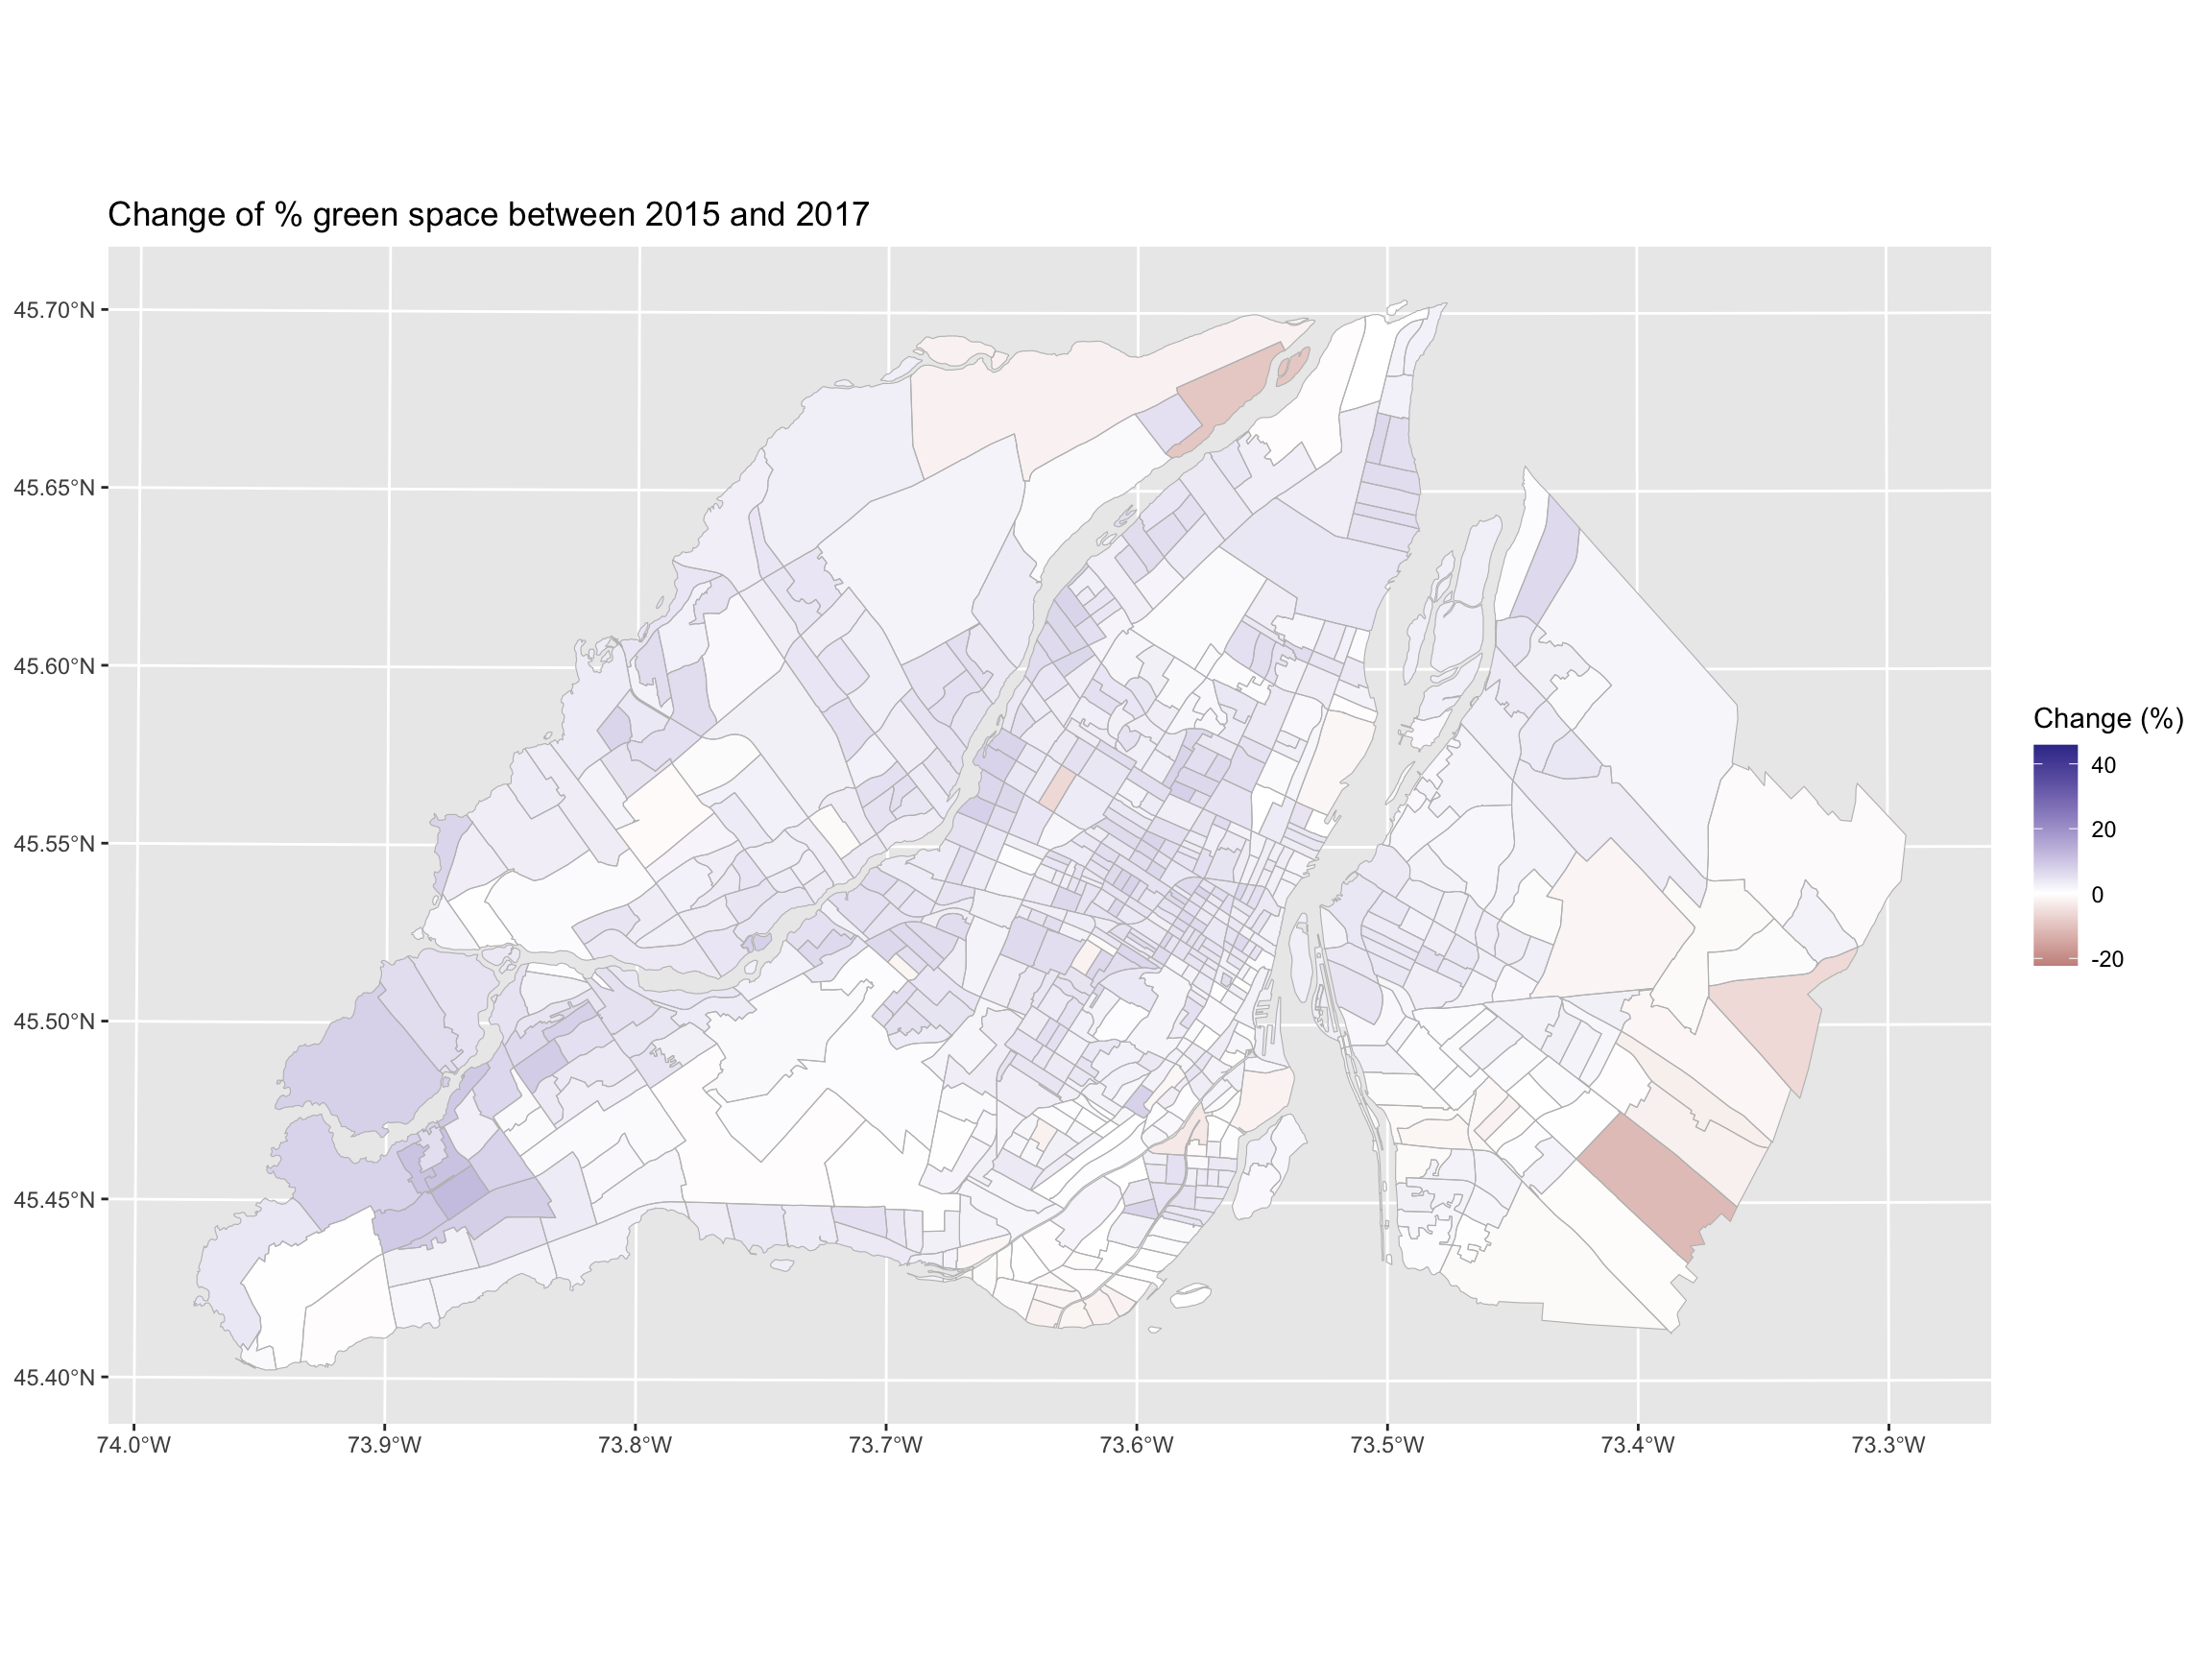 Change of % green space between 2015 and 2017
45.70°N
45.65°N
45.60°N
45.55°N
45.50°N
45.45°N
45.40°N
74.0°W 73.9°W 73.8°W 73.7°W 73.6°W 73.5°W 73.4°W 73.3°W
Change (%)
40
20
0
-20